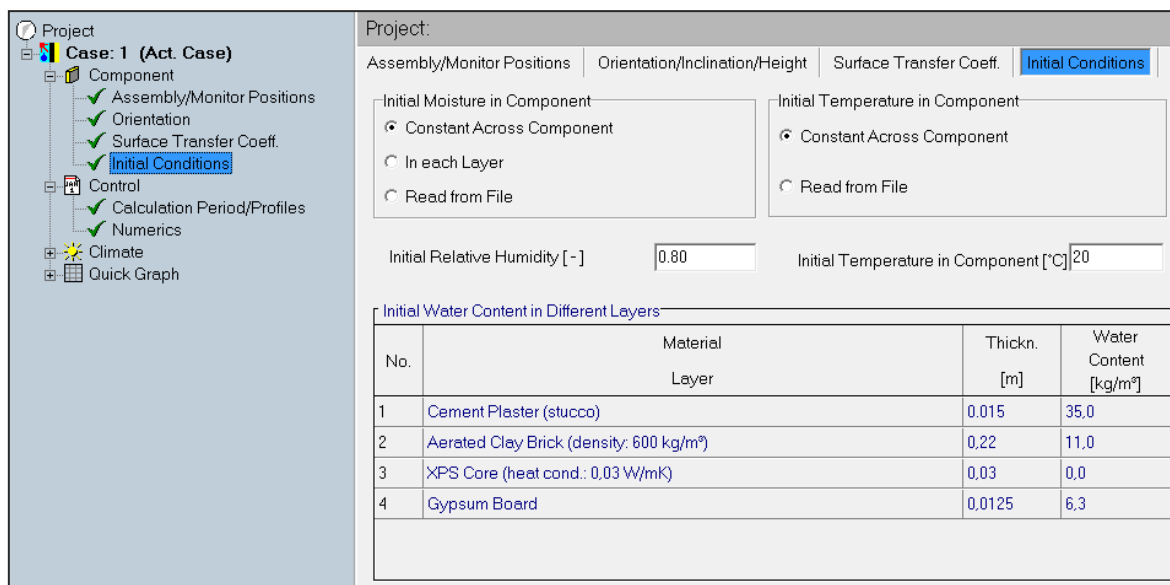 Project
Case: 1 (Act. Case)
Component
Assembly/Monitor Positions
Orientation
Surface Transfer Coeff.
Initial Conditions
Control
Calculation Period/Profiles
Numerics
Climate
Quick Graph
Project:
Assembly/Monitor Positions Orientation/Inclination/Height Surface Transfer Coeff. Initial Conditions
Initial Moisture in Component
Constant Across Component
In each Layer
Read from File
Initial Temperature in Component
Constant Across Component
Read from File
Initial Relative Humidity [ - ] 0.80
Initial Temperature in Component [°C] 20
Initial Water Content in Different Layers
No. Material Layer Thickn. [m] Water Content [kg/m³]
1 Cement Plaster (stucco) 0.015 35,0
2 Aerated Clay Brick (density: 600 kg/m³) 0,22 11,0
3 XPS Core (heat cond.: 0,03 W/mK) 0,03 0,0
4 Gypsum Board 0,0125 6,3